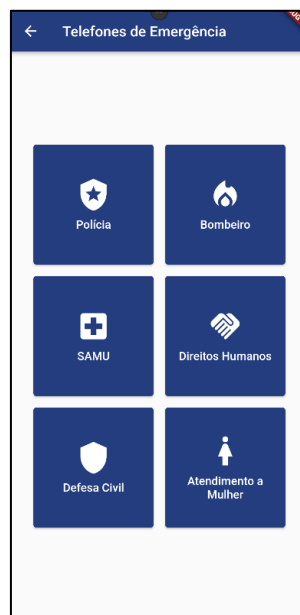 Telefones de Emergência
Polícia
Bombeiro
SAMU
Direitos Humanos
Defesa Civil
Atendimento a
Mulher